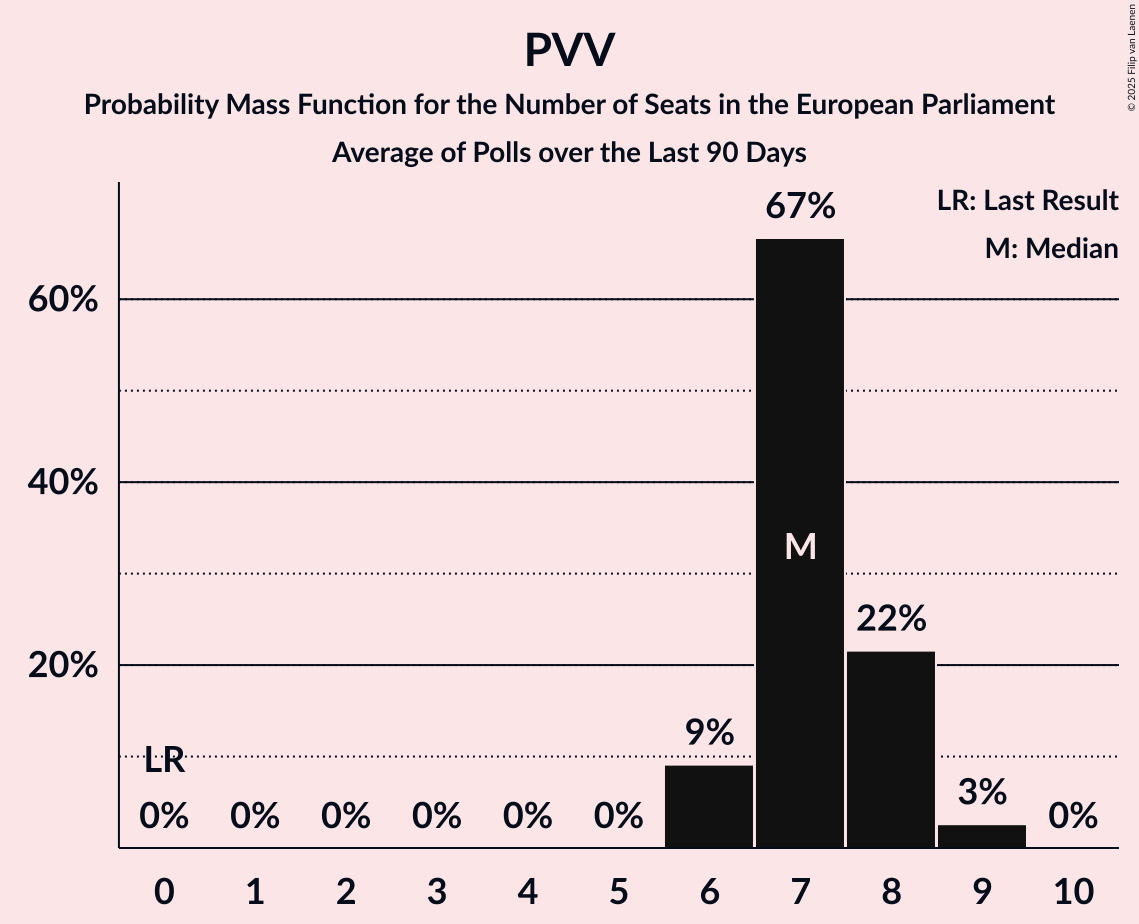 PVV
Probability Mass Function for the Number of Seats in the European Parliament
Average of Polls over the Last 90 Days
© 2025 Filip van Laenen
LR: Last Result
M: Median
67%
60%
40%
M
22%
20%
9%
LR
3%
0% 0% 0% 0% 0% 0% 0%
0 1 2 3 4 5 6 7 8 9 10